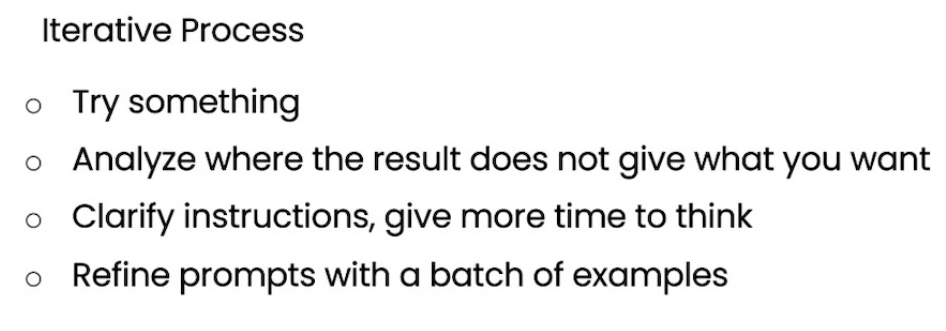 Iterative Process
○ Try something
○ Analyze where the result does not give what you want
○ Clarify instructions, give more time to think
○ Refine prompts with a batch of examples